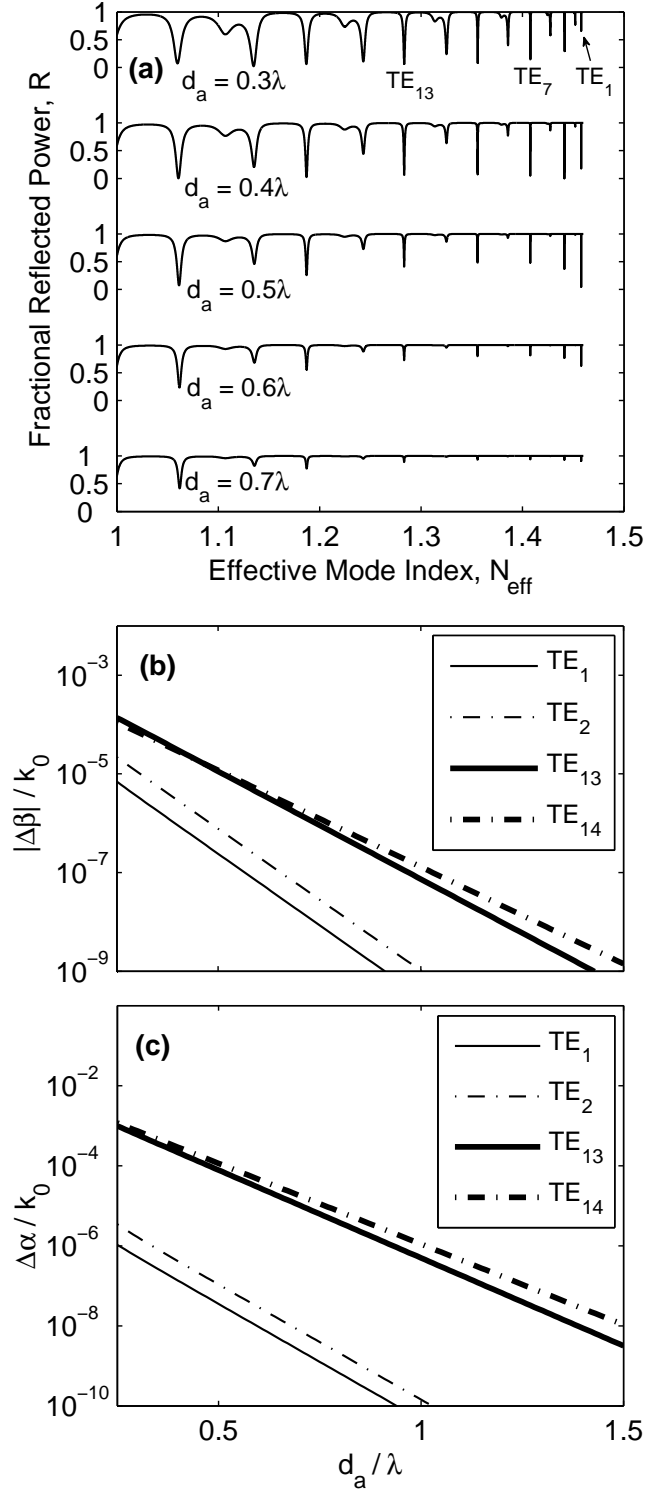 Fractional Reflected Power, R
1
0.5
0
(a)
d_a = 0.3λ
TE_13
TE_7
TE_1
1
0.5
0
d_a = 0.4λ
1
0.5
0
d_a = 0.5λ
1
0.5
0
d_a = 0.6λ
1
0.5
0
d_a = 0.7λ
1
1.1
1.2
1.3
1.4
1.5
Effective Mode Index, N_eff
(b)
|Δβ| / k_0
10^−3
10^−5
10^−7
10^−9
TE_1
TE_2
TE_13
TE_14
(c)
Δα / k_0
10^−2
10^−4
10^−6
10^−8
10^−10
TE_1
TE_2
TE_13
TE_14
0.5
1
1.5
d_a / λ